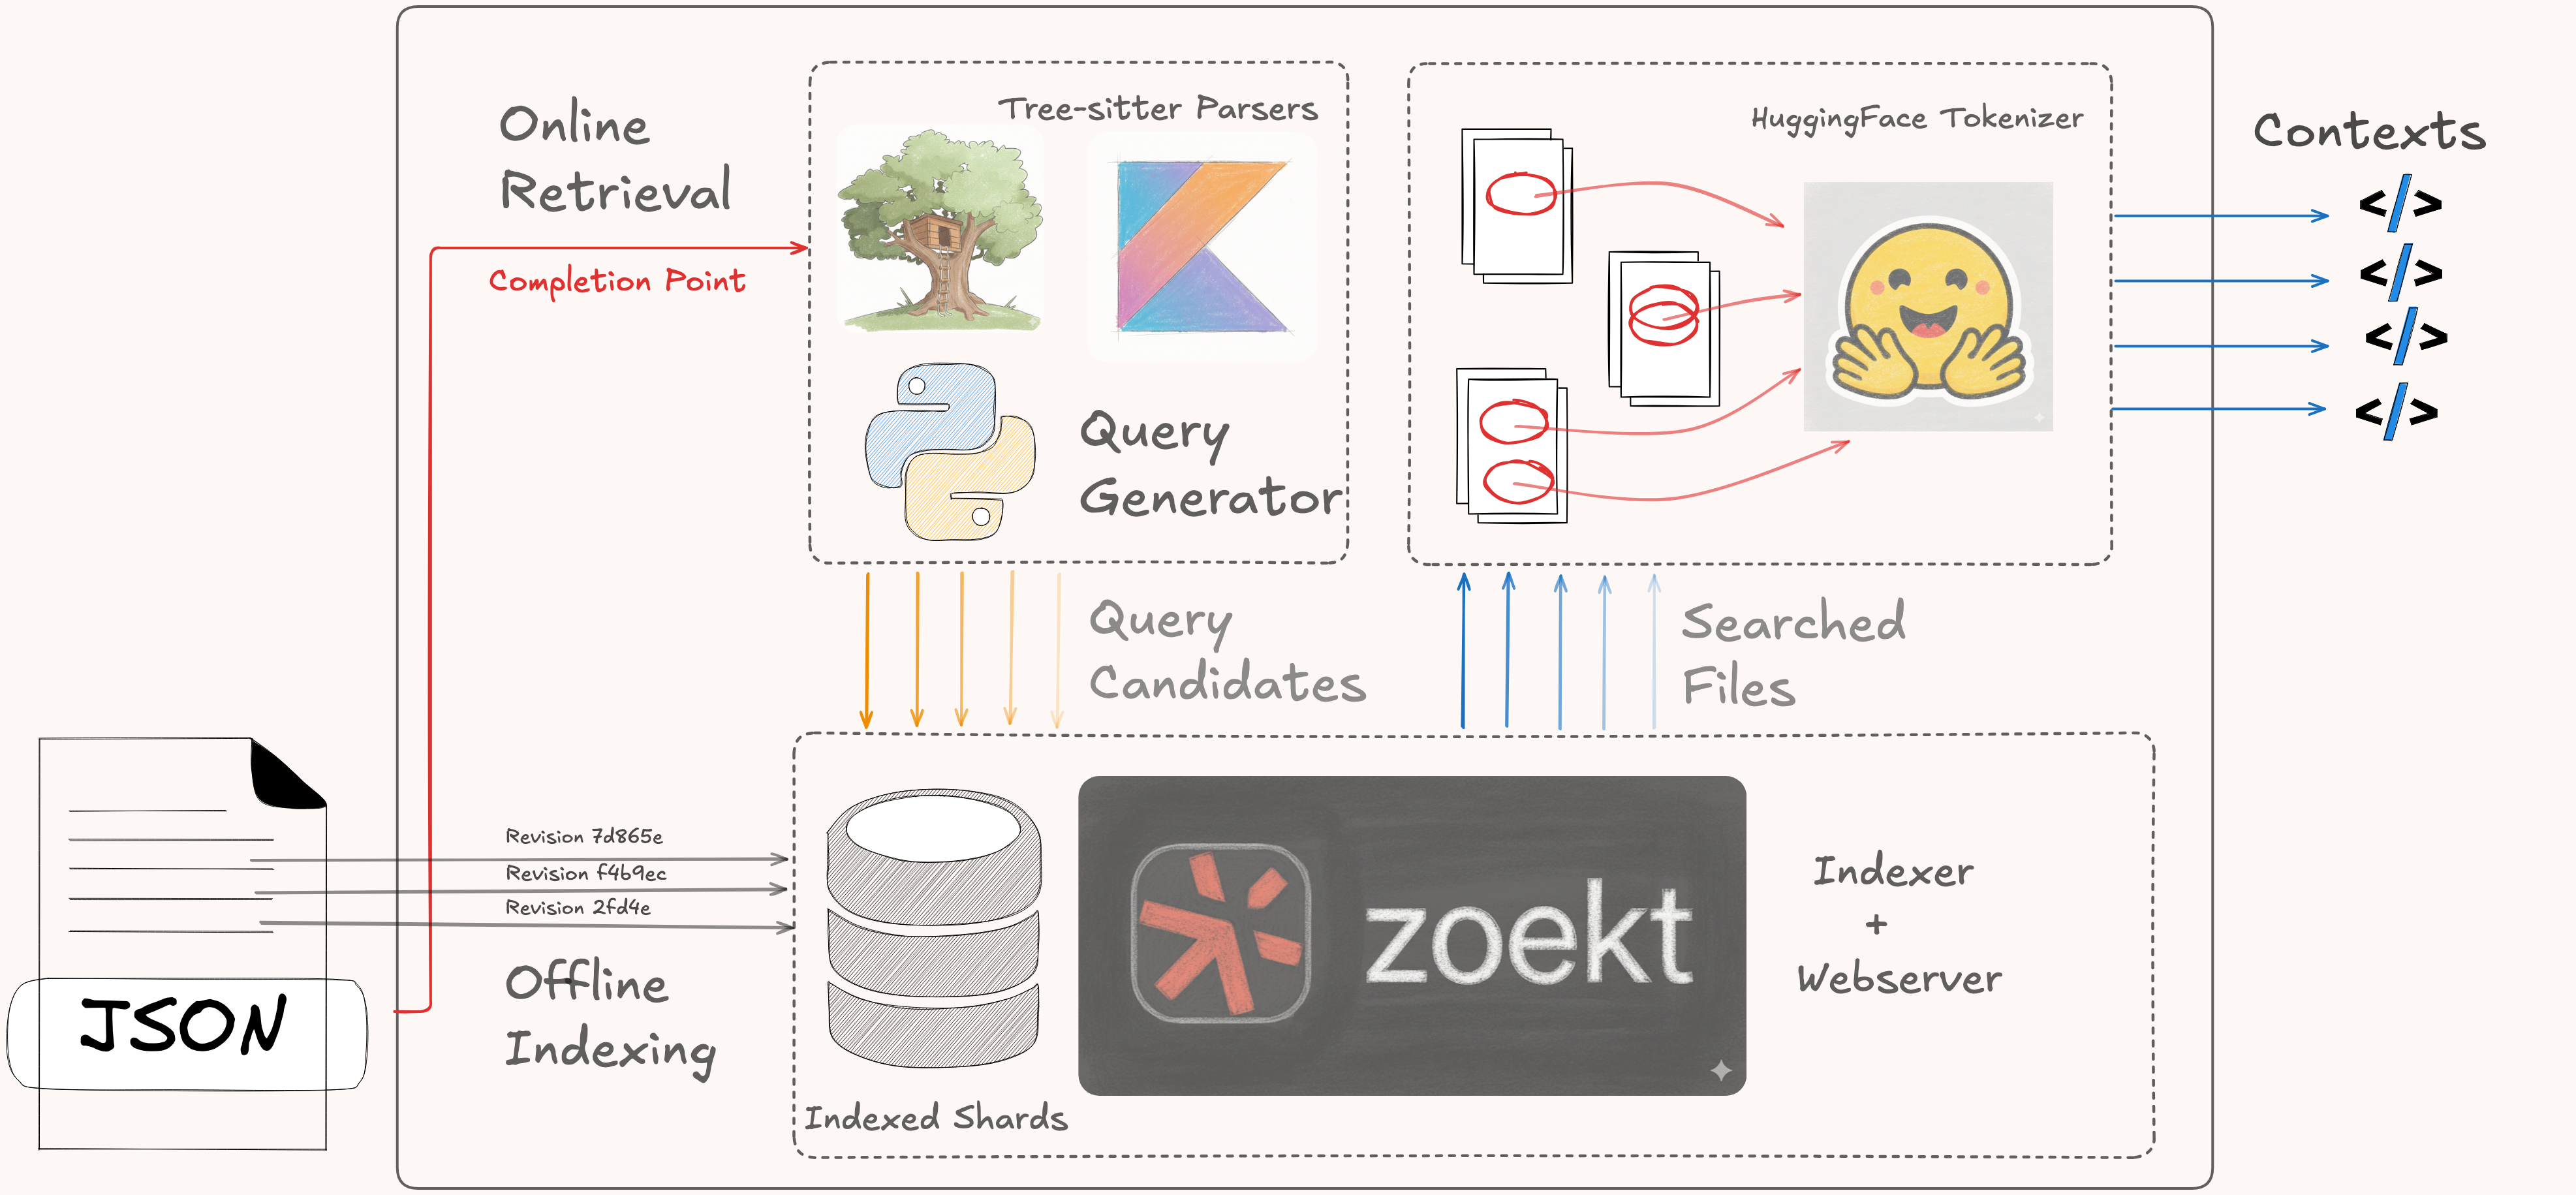 Online
Retrieval
Completion Point
Tree-sitter Parsers
Query
Generator
HuggingFace Tokenizer
Contexts
</>
</>
</>
</>
Query
Candidates
Searched
Files
JSON
Revision 7d865e
Revision f4b9ec
Revision 2fd4e
Offline
Indexing
Indexed Shards
zoekt
Indexer
+
Webserver